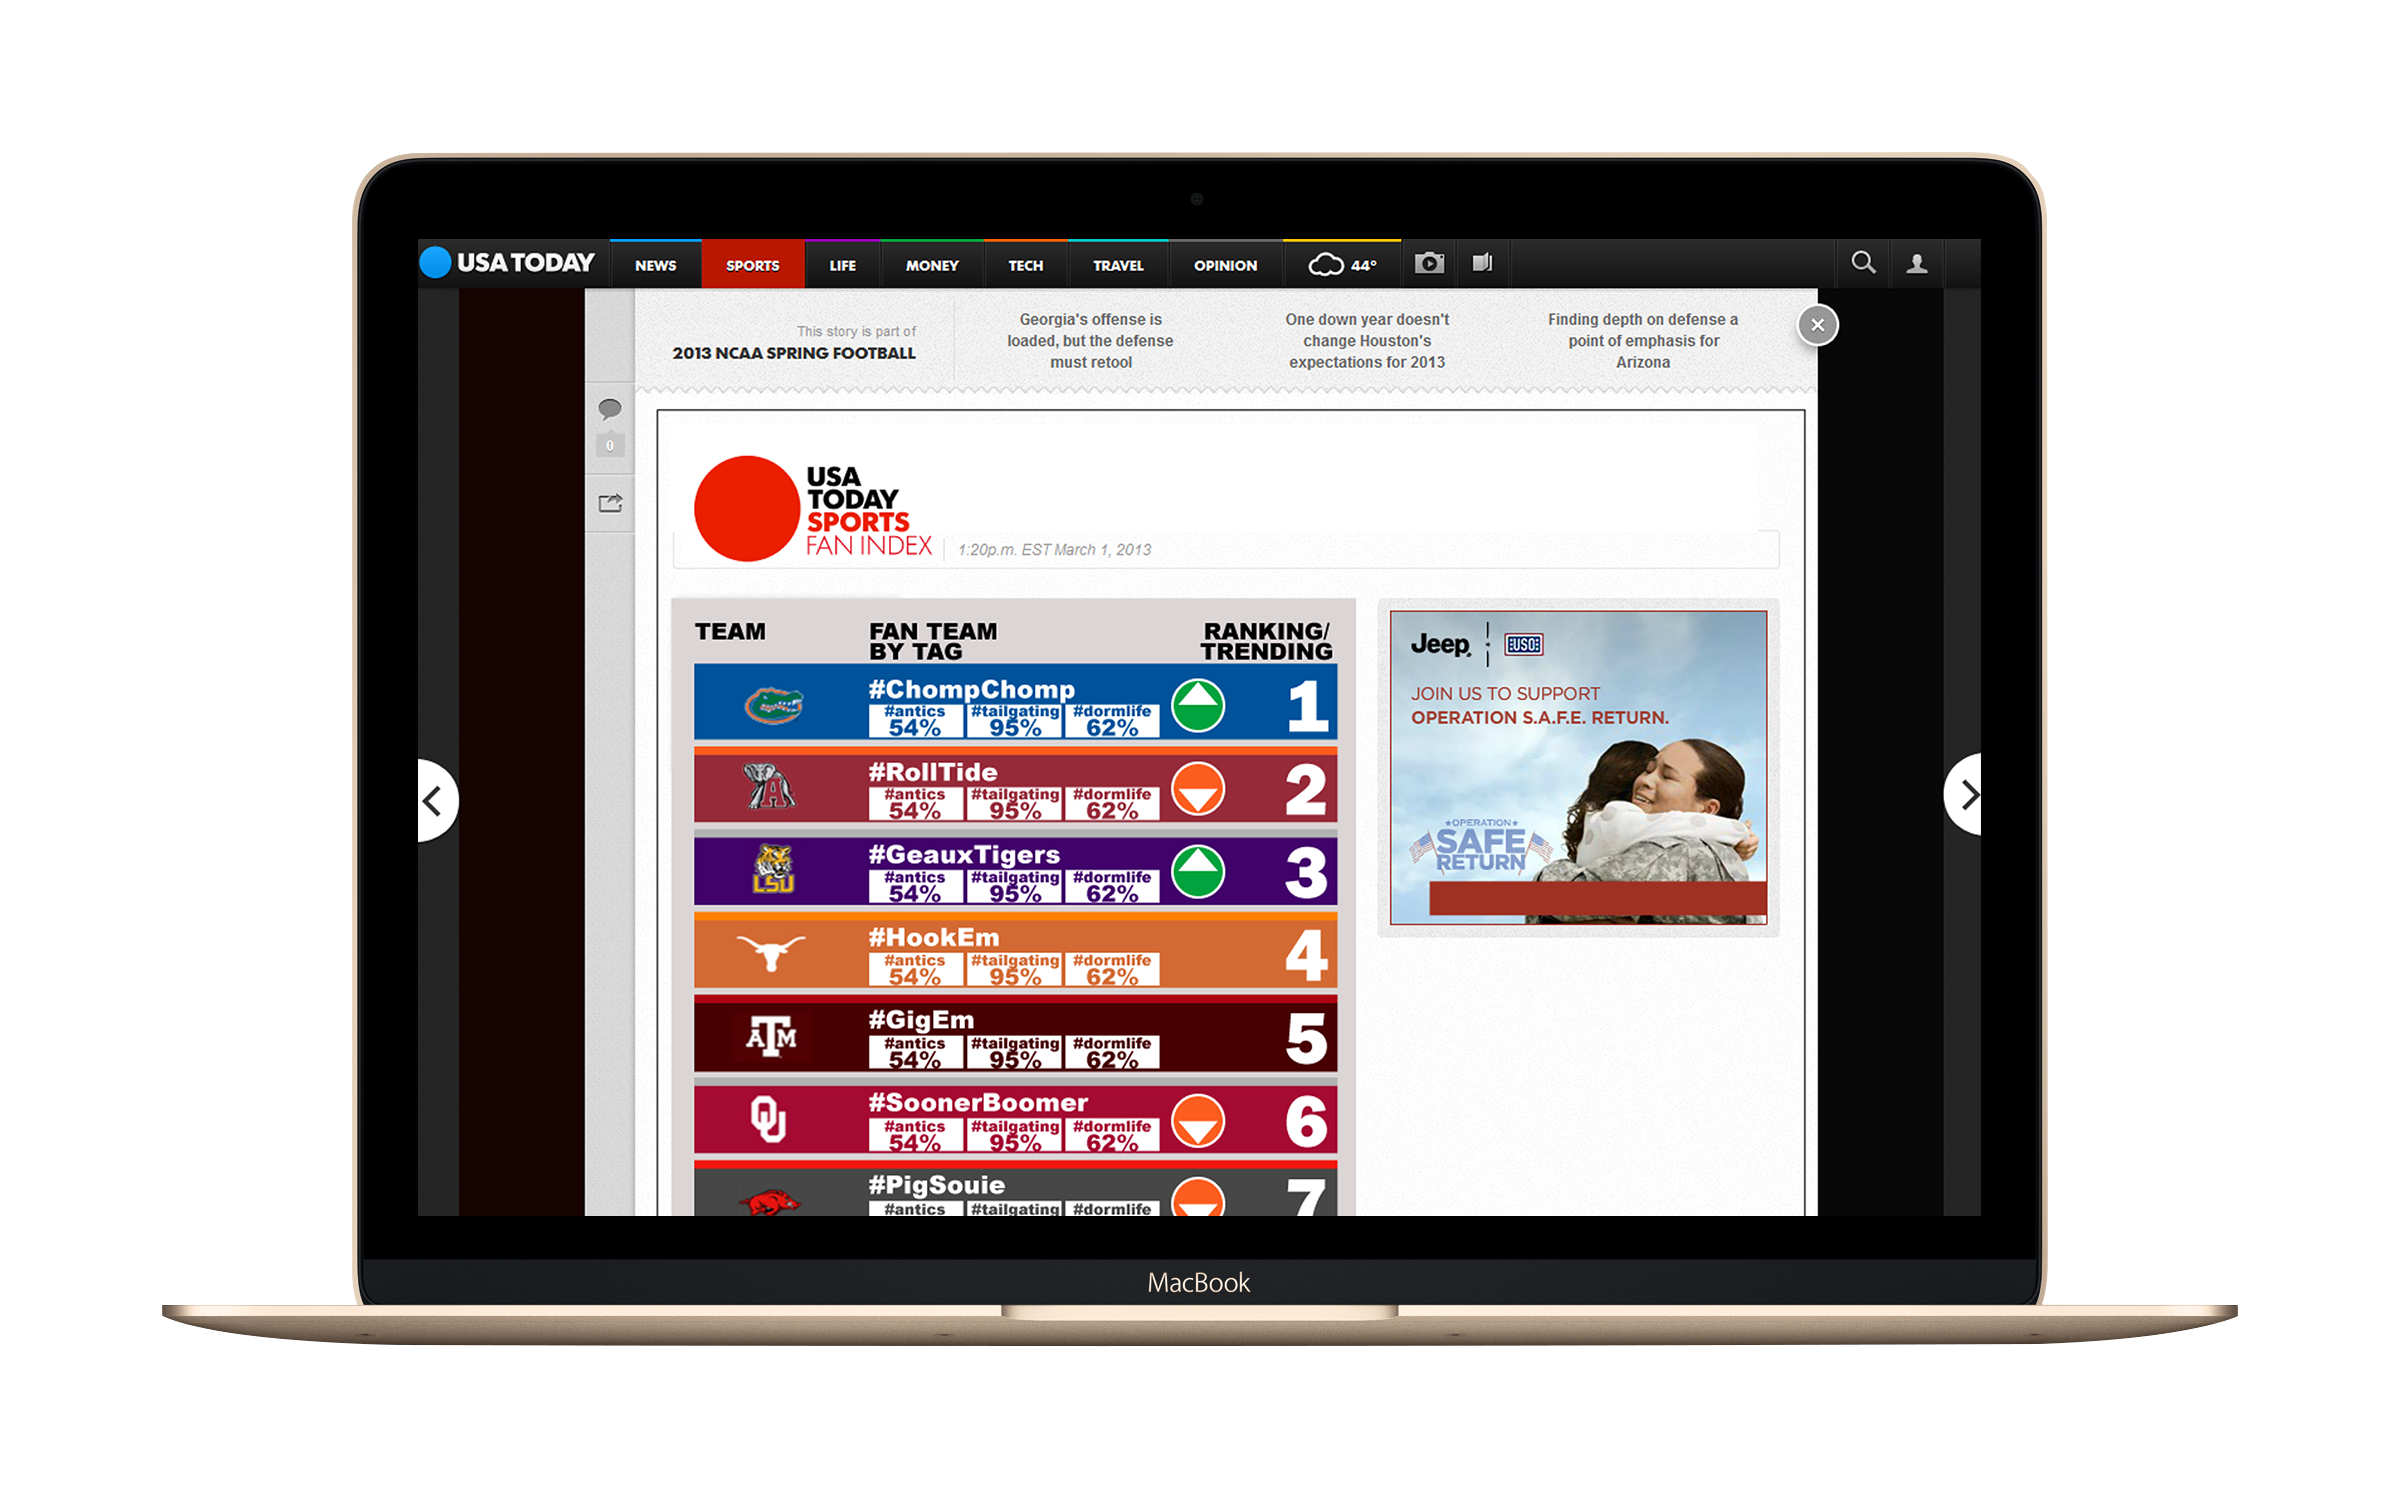 USA TODAY
NEWS
SPORTS
LIFE
MONEY
TECH
TRAVEL
OPINION
44°
This story is part of
2013 NCAA SPRING FOOTBALL
Georgia's offense is
loaded, but the defense
must retool
One down year doesn't
change Houston's
expectations for 2013
Finding depth on defense a
point of emphasis for
Arizona
0
USA
TODAY
SPORTS
FAN INDEX
1:20p.m. EST March 1, 2013
TEAM
FAN TEAM
BY TAG
RANKING/
TRENDING
#ChompChomp
#antics #tailgating #dormlife
54% 95% 62%
1
A
#RollTide
#antics #tailgating #dormlife
54% 95% 62%
2
LSU
#GeauxTigers
#antics #tailgating #dormlife
54% 95% 62%
3
#HookEm
#antics #tailgating #dormlife
54% 95% 62%
4
ATM
#GigEm
#antics #tailgating #dormlife
54% 95% 62%
5
OU
#SoonerBoomer
#antics #tailgating #dormlife
54% 95% 62%
6
#PigSouie
#antics #tailgating #dormlife
7
Jeep
USO
JOIN US TO SUPPORT
OPERATION S.A.F.E. RETURN.
OPERATION
SAFE
RETURN
MacBook